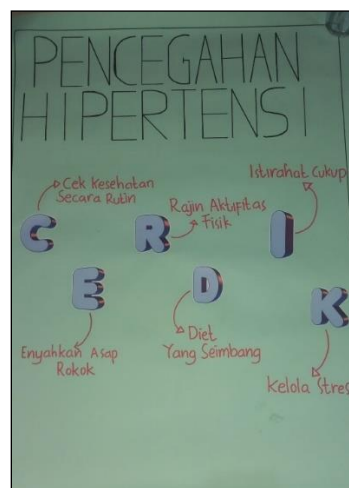 PENCEGAHAN
HIPERTENSI
Istirahat Cukup
Cek Kesehatan
Secara Rutin
Rajin Aktifitas
Fisik
C R I
E D K
Diet
Yang Seimbang
Enyahkan Asap
Rokok
Kelola Stres